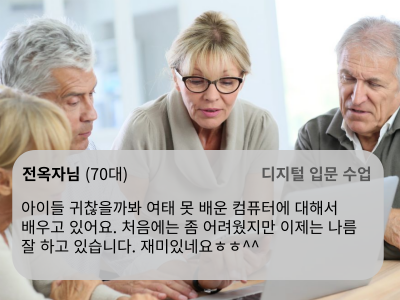 전옥자님 (70대)
디지털 입문 수업
아이들 귀찮을까봐 여태 못 배운 컴퓨터에 대해서
배우고 있어요. 처음에는 좀 어려웠지만 이제는 나름
잘 하고 있습니다. 재미있네요ㅎㅎ^^